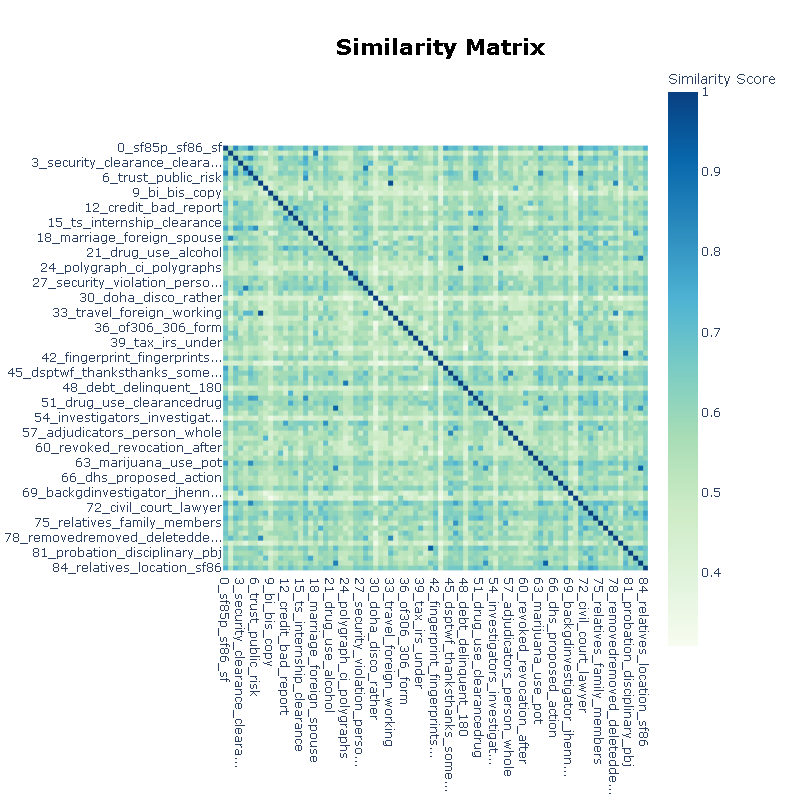 Similarity Matrix
Similarity Score
1
0.9
0.8
0.7
0.6
0.5
0.4
0_sf85p_sf86_sf
3_security_clearance_cleara...
6_trust_public_risk
9_bi_bis_copy
12_credit_bad_report
15_ts_internship_clearance
18_marriage_foreign_spouse
21_drug_use_alcohol
24_polygraph_ci_polygraphs
27_security_violation_perso...
30_doha_disco_rather
33_travel_foreign_working
36_of306_306_form
39_tax_irs_under
42_fingerprint_fingerprints...
45_dsptwf_thanksthanks_some...
48_debt_delinquent_180
51_drug_use_clearancedrug
54_investigators_investigat...
57_adjudicators_person_whole
60_revoked_revocation_after
63_marijuana_use_pot
66_dhs_proposed_action
69_backgdinvestigator_jhenn...
72_civil_court_lawyer
75_relatives_family_members
78_removedremoved_deletedde...
81_probation_disciplinary_pbj
84_relatives_location_sf86
0_sf85p_sf86_sf
3_security_clearance_cleara...
6_trust_public_risk
9_bi_bis_copy
12_credit_bad_report
15_ts_internship_clearance
18_marriage_foreign_spouse
21_drug_use_alcohol
24_polygraph_ci_polygraphs
27_security_violation_perso...
30_doha_disco_rather
33_travel_foreign_working
36_of306_306_form
39_tax_irs_under
42_fingerprint_fingerprints...
45_dsptwf_thanksthanks_some...
48_debt_delinquent_180
51_drug_use_clearancedrug
54_investigators_investigat...
57_adjudicators_person_whole
60_revoked_revocation_after
63_marijuana_use_pot
66_dhs_proposed_action
69_backgdinvestigator_jhenn...
72_civil_court_lawyer
75_relatives_family_members
78_removedremoved_deletedde...
81_probation_disciplinary_pbj
84_relatives_location_sf86